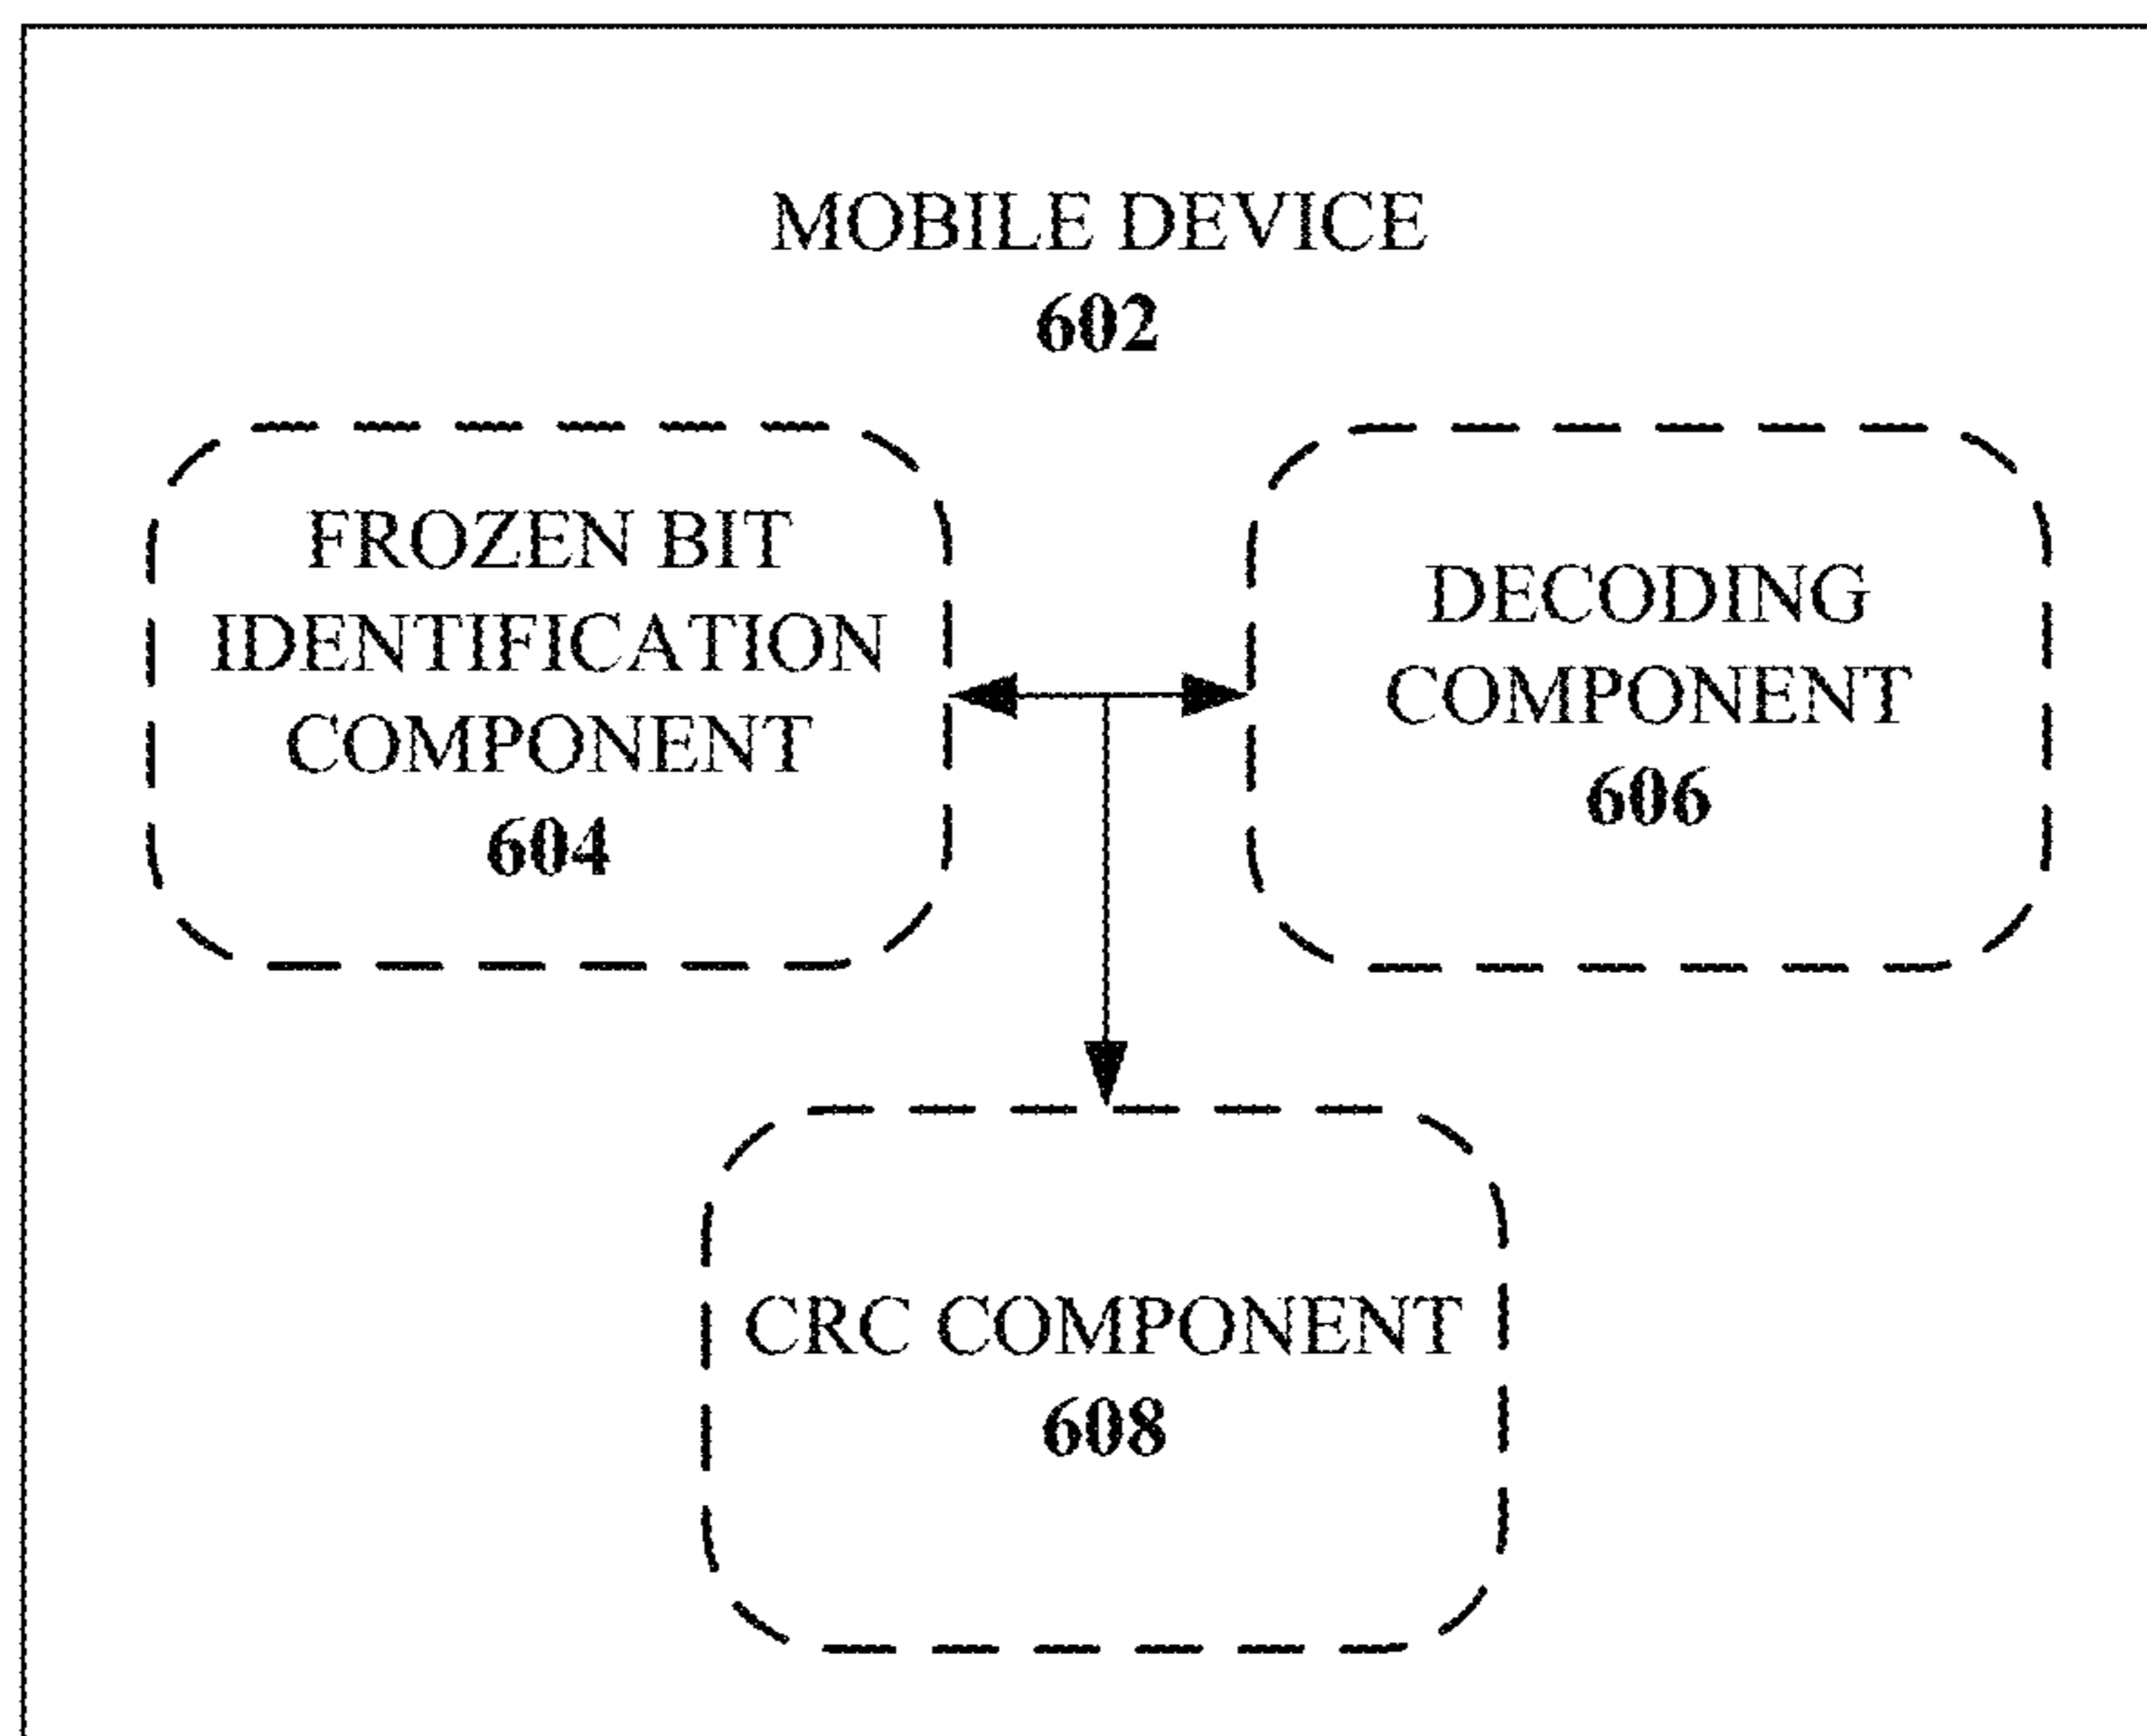 MOBILE DEVICE
602
FROZEN BIT
IDENTIFICATION
COMPONENT
604
DECODING
COMPONENT
606
CRC COMPONENT
608